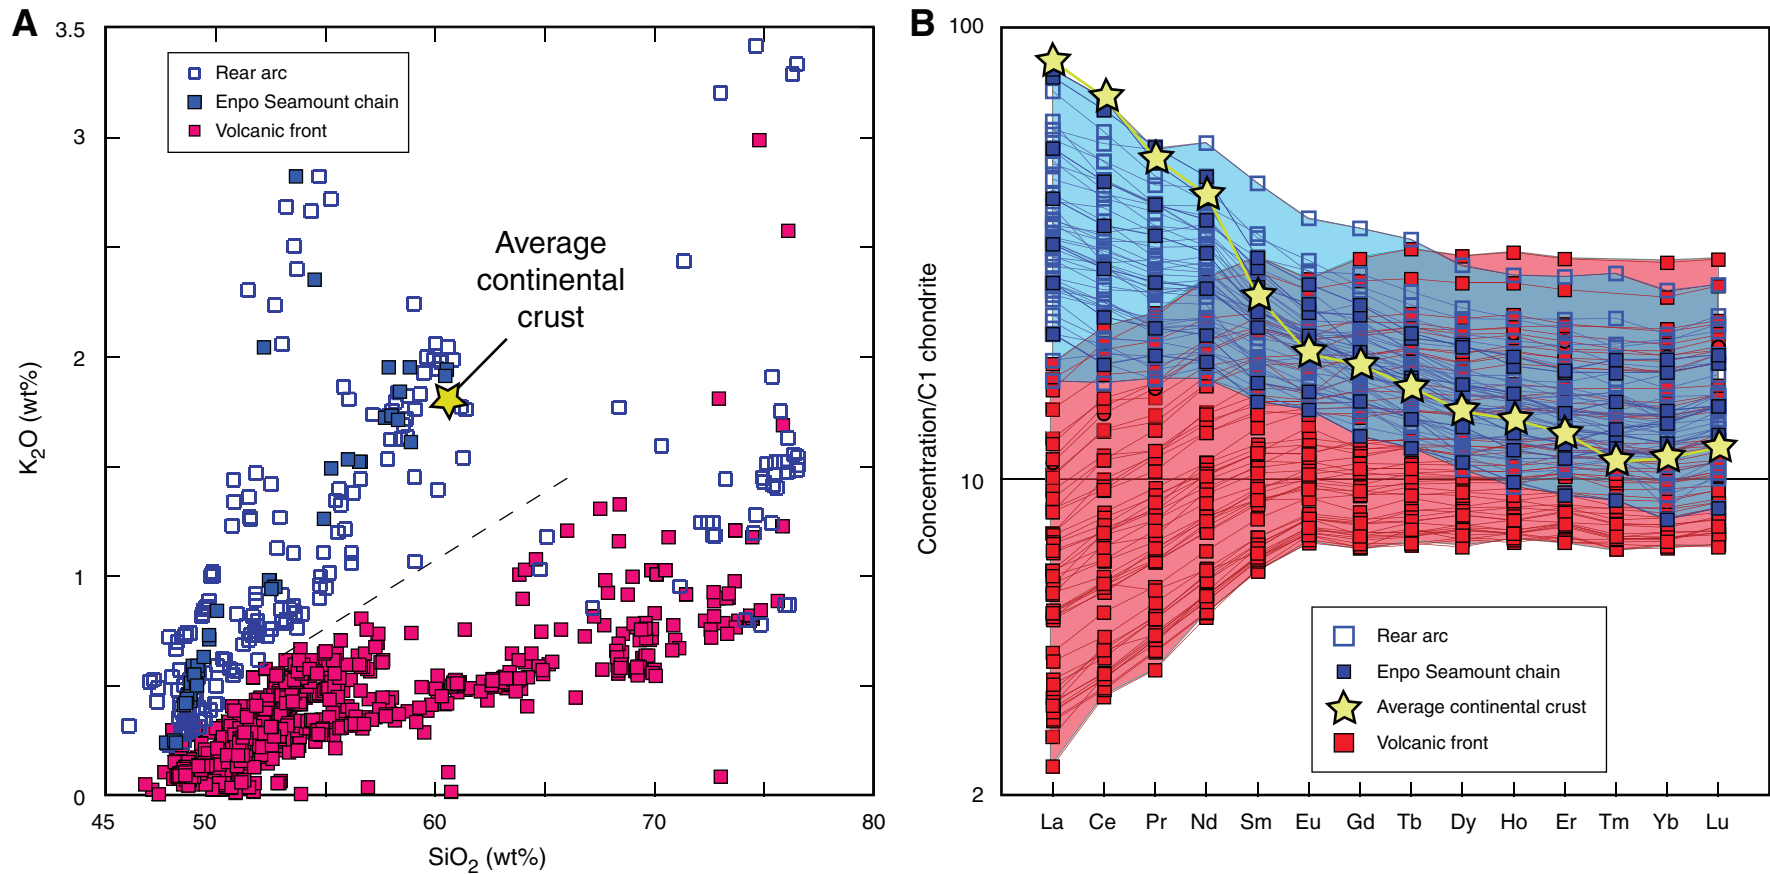 A
3.5
3
2
1
0
K2O (wt%)
Rear arc
Enpo Seamount chain
Volcanic front
Average
continental
crust
45 50 60 70 80
SiO2 (wt%)
B
100
10
2
Concentration/C1 chondrite
Rear arc
Enpo Seamount chain
Average continental crust
Volcanic front
La Ce Pr Nd Sm Eu Gd Tb Dy Ho Er Tm Yb Lu